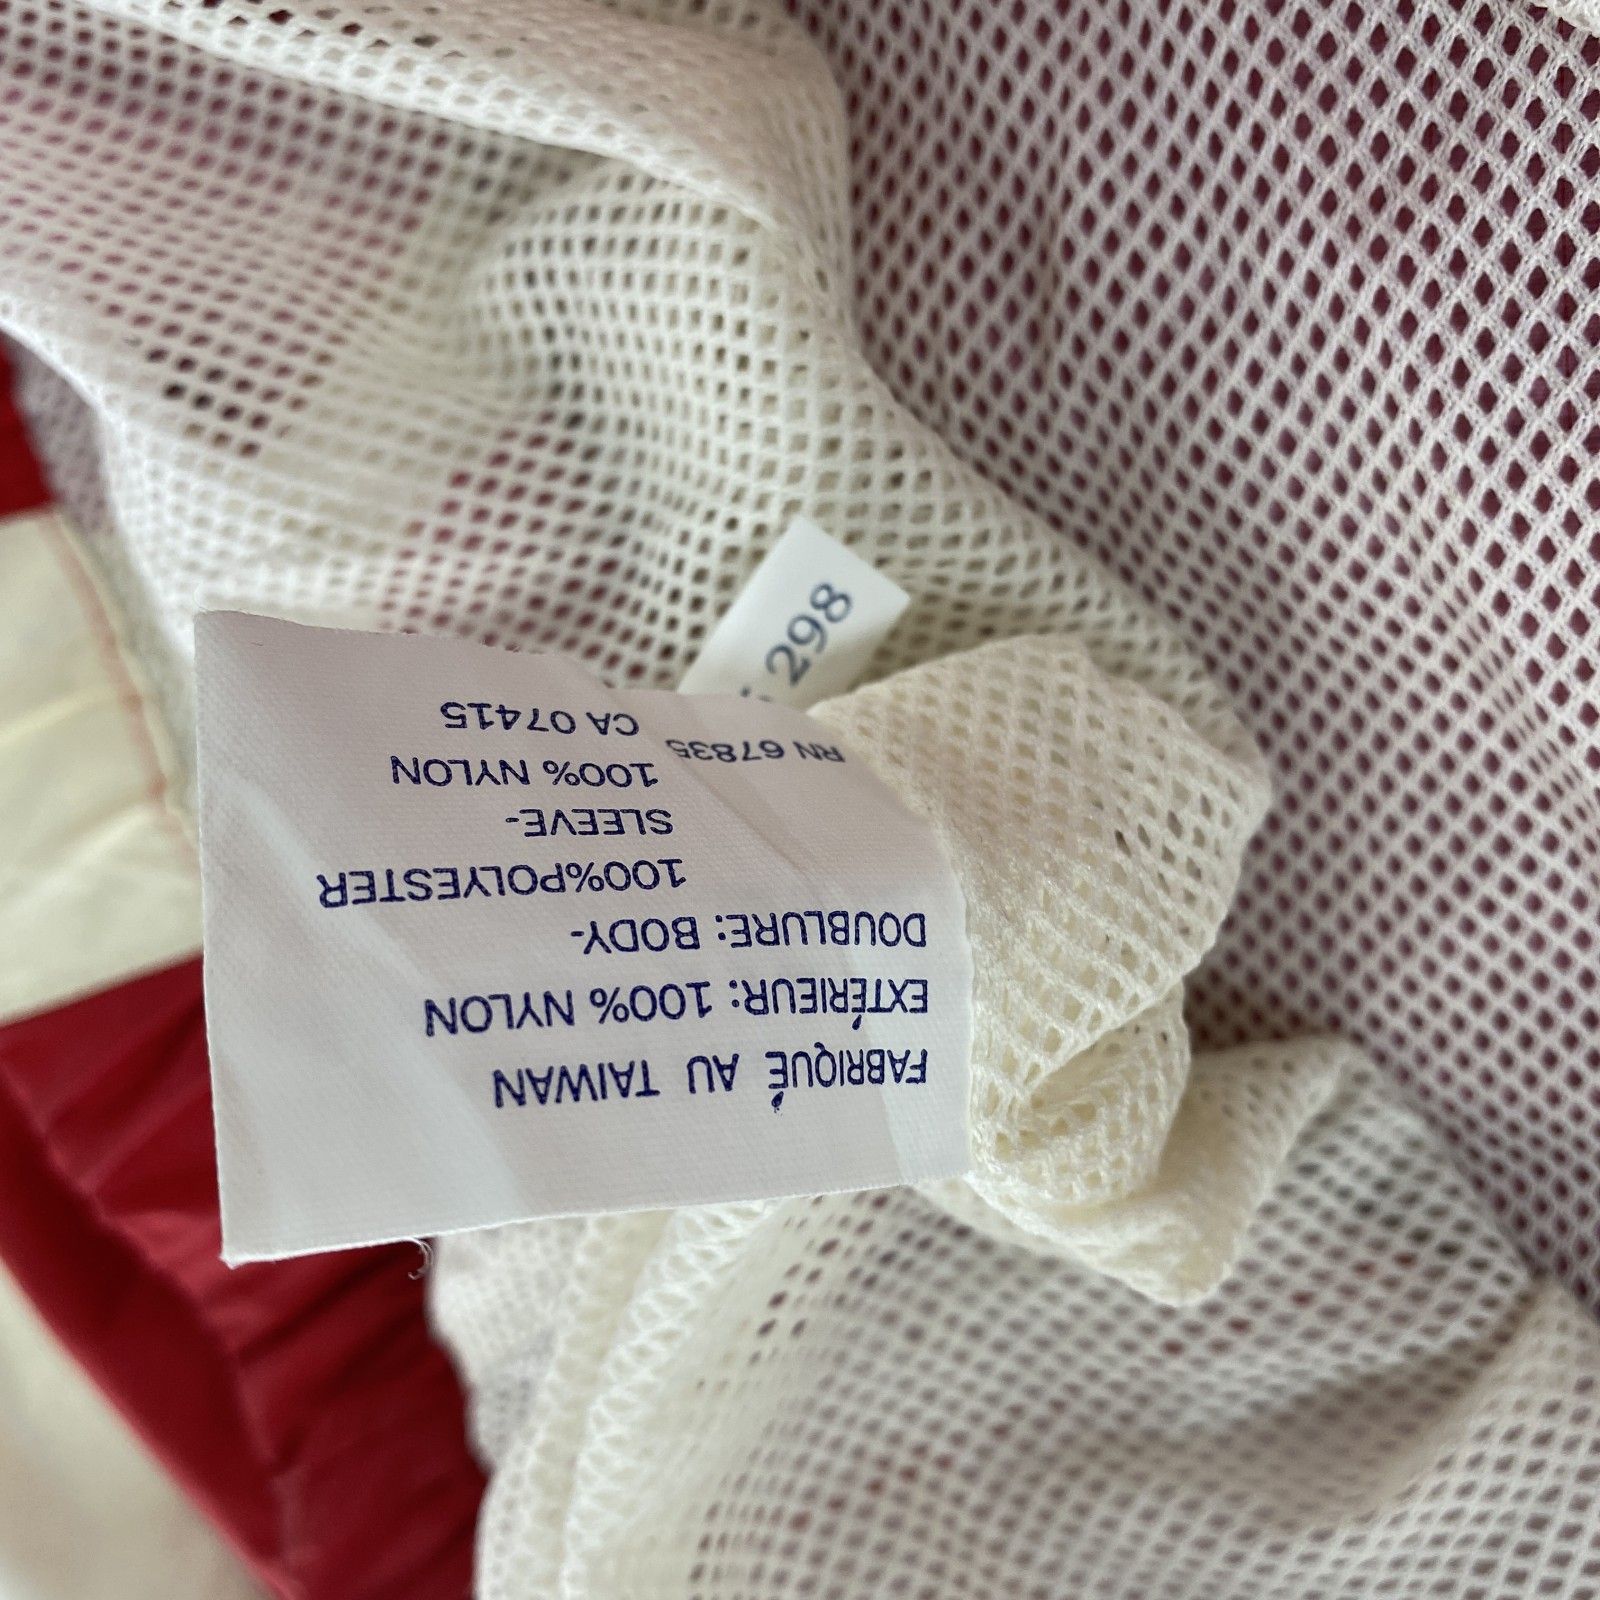 FABRIQUÉ AU TAIWAN
EXTÉRIEUR: 100% NYLON
DOUBLURE: BODY-
100%POLYESTER
SLEEVE-
100% NYLON
RN 67835
CA 07415
298